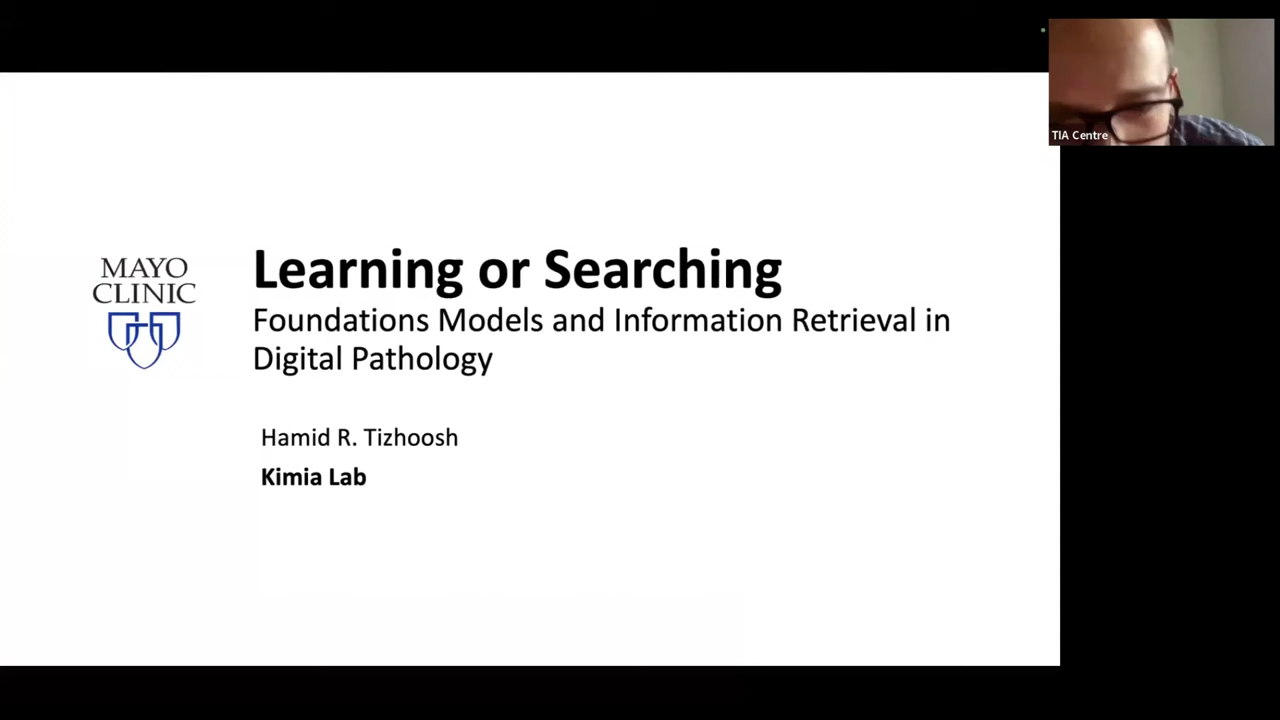 TIA Centre
MAYO
CLINIC
Learning or Searching
Foundations Models and Information Retrieval in
Digital Pathology
Hamid R. Tizhoosh
Kimia Lab